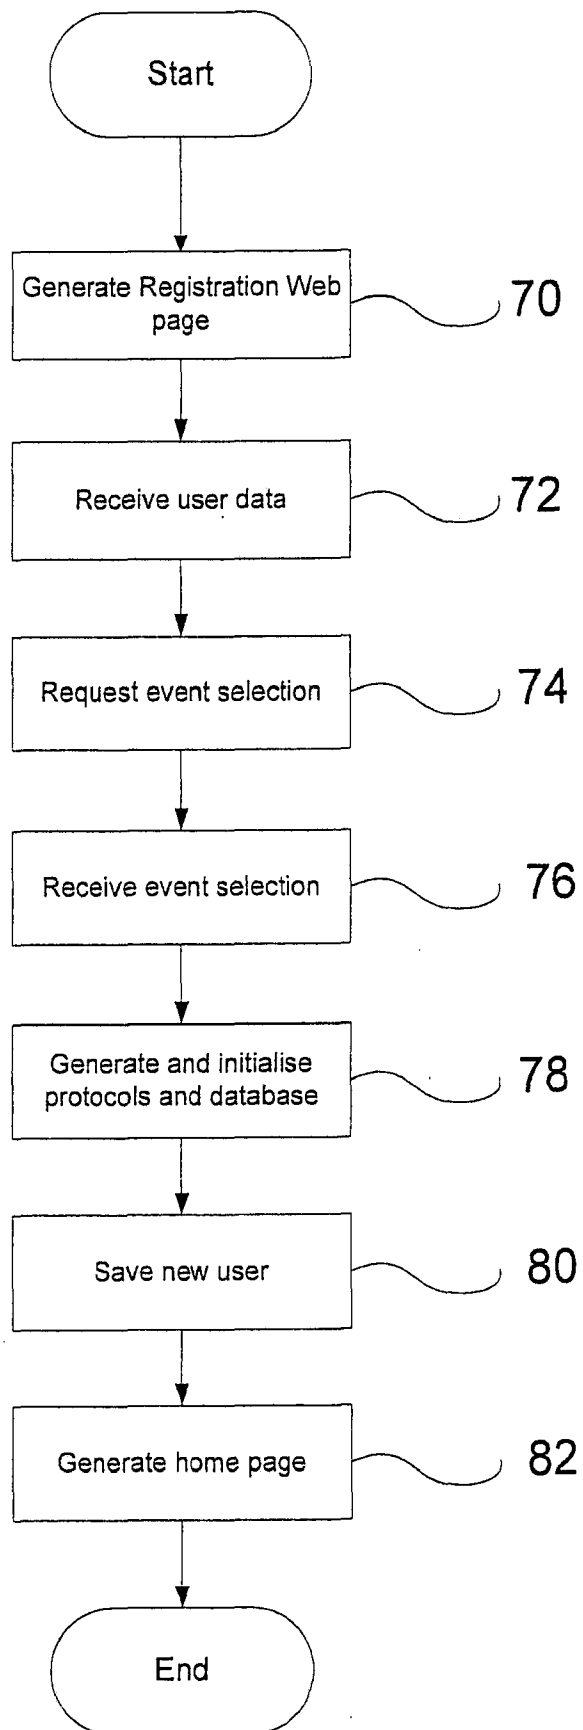 Start
Generate Registration Web
page
70
Receive user data
72
Request event selection
74
Receive event selection
76
Generate and initialise
protocols and database
78
Save new user
80
Generate home page
82
End